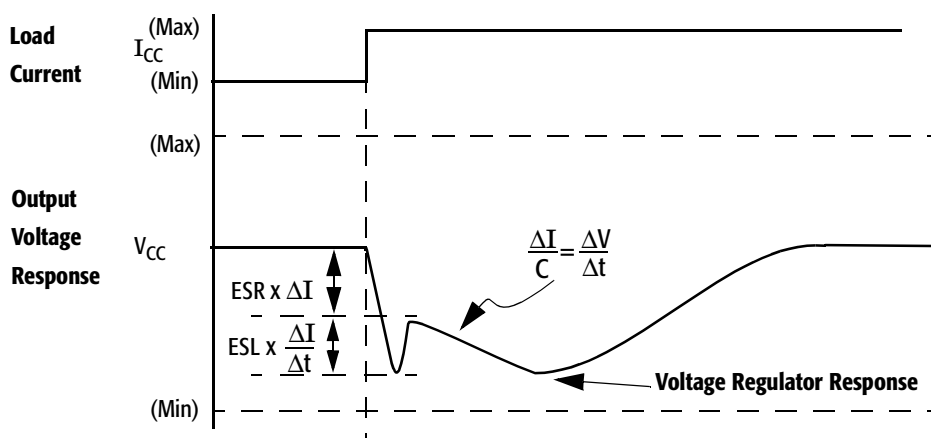 Load
Current
I_CC
(Max)
(Min)
(Max)
Output
Voltage
Response
V_CC
ESR x ΔI
ESL x ΔI/Δt
ΔI/C = ΔV/Δt
Voltage Regulator Response
(Min)